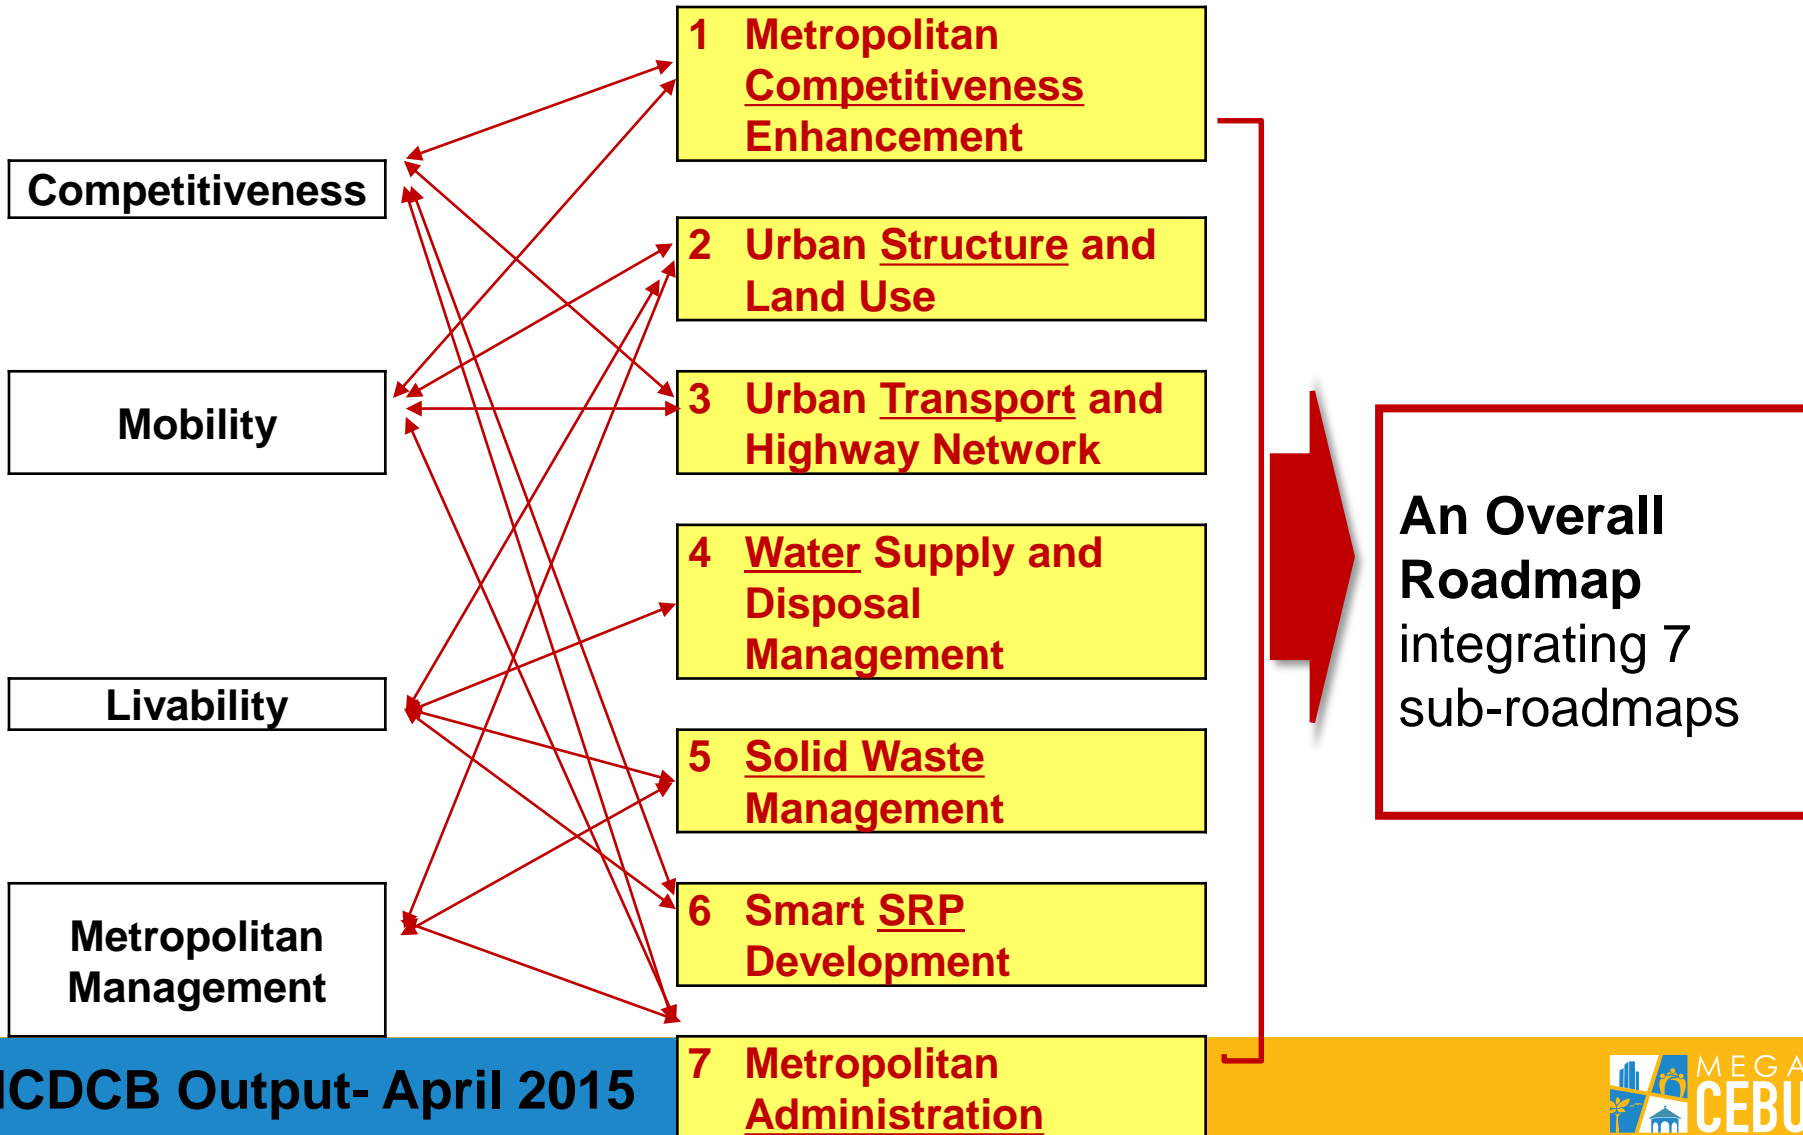 Competitiveness
Mobility
Livability
Metropolitan
Management
1 Metropolitan
Competitiveness
Enhancement
2 Urban Structure and
Land Use
3 Urban Transport and
Highway Network
4 Water Supply and
Disposal
Management
5 Solid Waste
Management
6 Smart SRP
Development
7 Metropolitan
Administration
An Overall
Roadmap
integrating 7
sub-roadmaps
ICDCB Output- April 2015
MEGA
CEBU